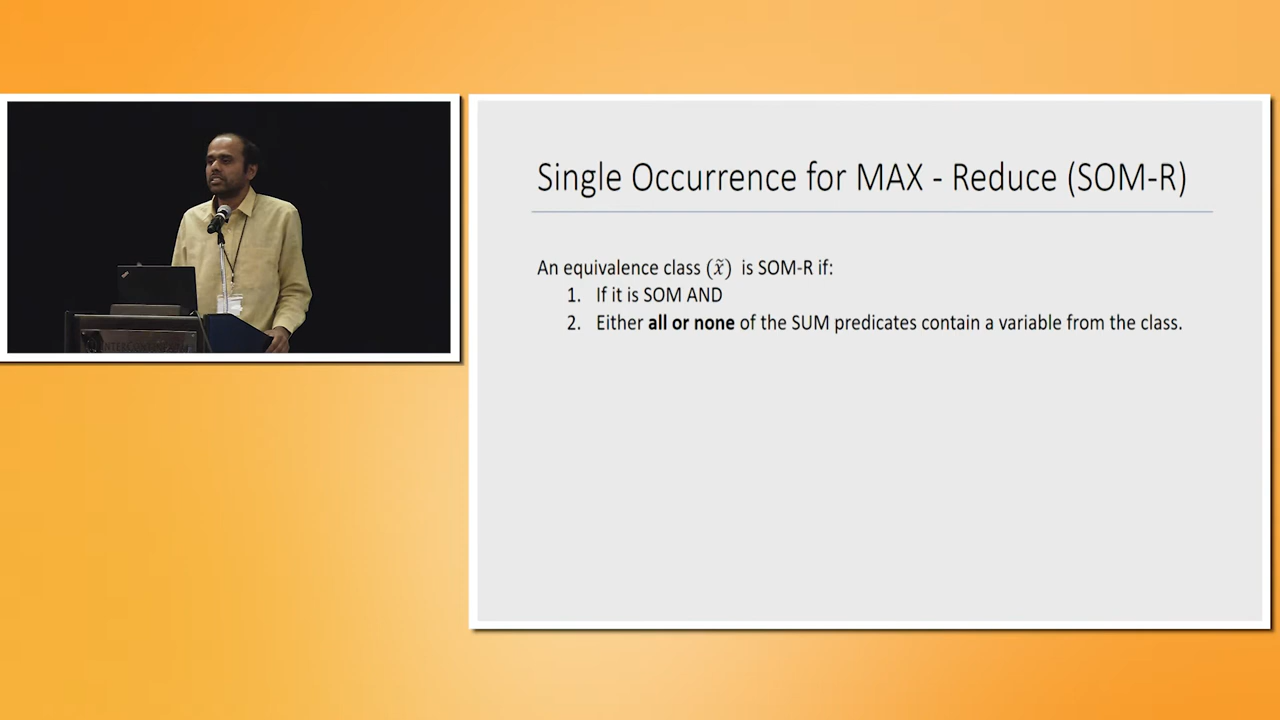 Single Occurrence for MAX - Reduce (SOM-R)
An equivalence class (x̃) is SOM-R if:
1. If it is SOM AND
2. Either all or none of the SUM predicates contain a variable from the class.